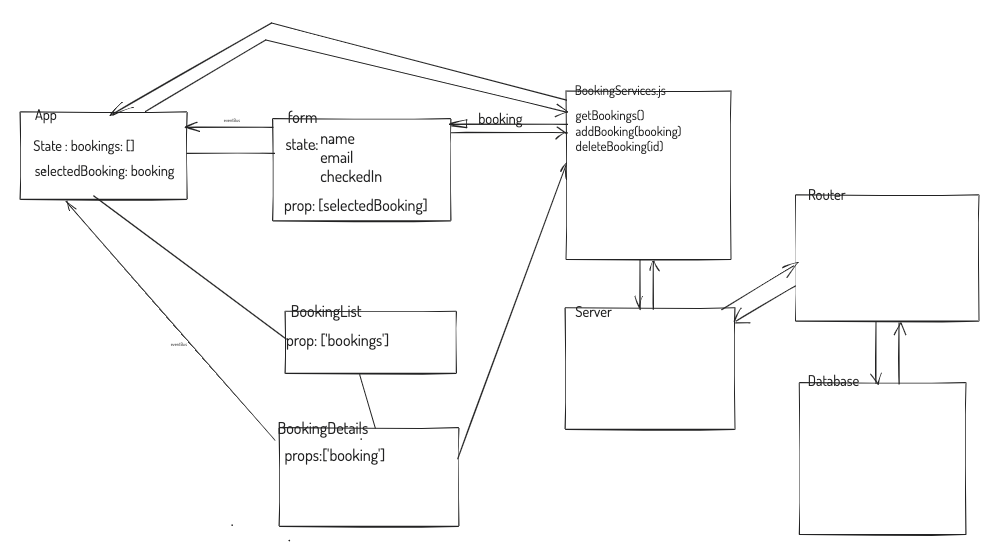 App
State : bookings: []
selectedBooking: booking
eventBus
form
state: name
email
checkedIn
prop: [selectedBooking]
booking
BookingServices.js
getBookings()
addBooking(booking)
deleteBooking(id)
Router
BookingList
prop: ['bookings']
Server
eventBus
Database
BookingDetails
props:['booking']